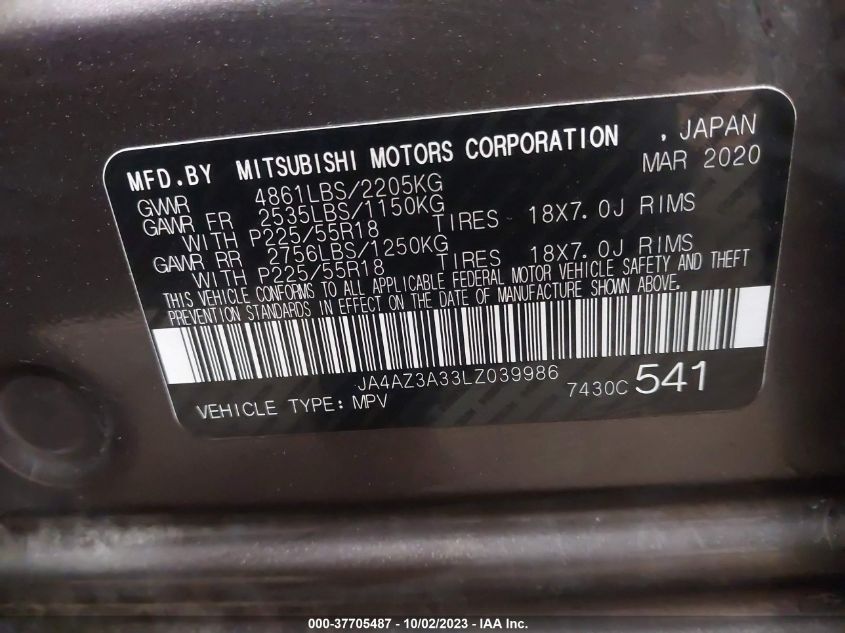 MFD.BY MITSUBISHI MOTORS CORPORATION , JAPAN
MAR 2020
GVWR 4861LBS/2205KG
GAWR FR 2535LBS/1150KG
WITH P225/55R18 TIRES 18X7.0J RIMS
GAWR RR 2756LBS/1250KG
WITH P225/55R18 TIRES 18X7.0J RIMS
THIS VEHICLE CONFORMS TO ALL APPLICABLE FEDERAL MOTOR VEHICLE SAFETY AND THEFT
PREVENTION STANDARDS IN EFFECT ON THE DATE OF MANUFACTURE SHOWN ABOVE.
JA4AZ3A33LZ039986
7430C 541
VEHICLE TYPE: MPV
000-37705487 - 10/02/2023 - IAA Inc.